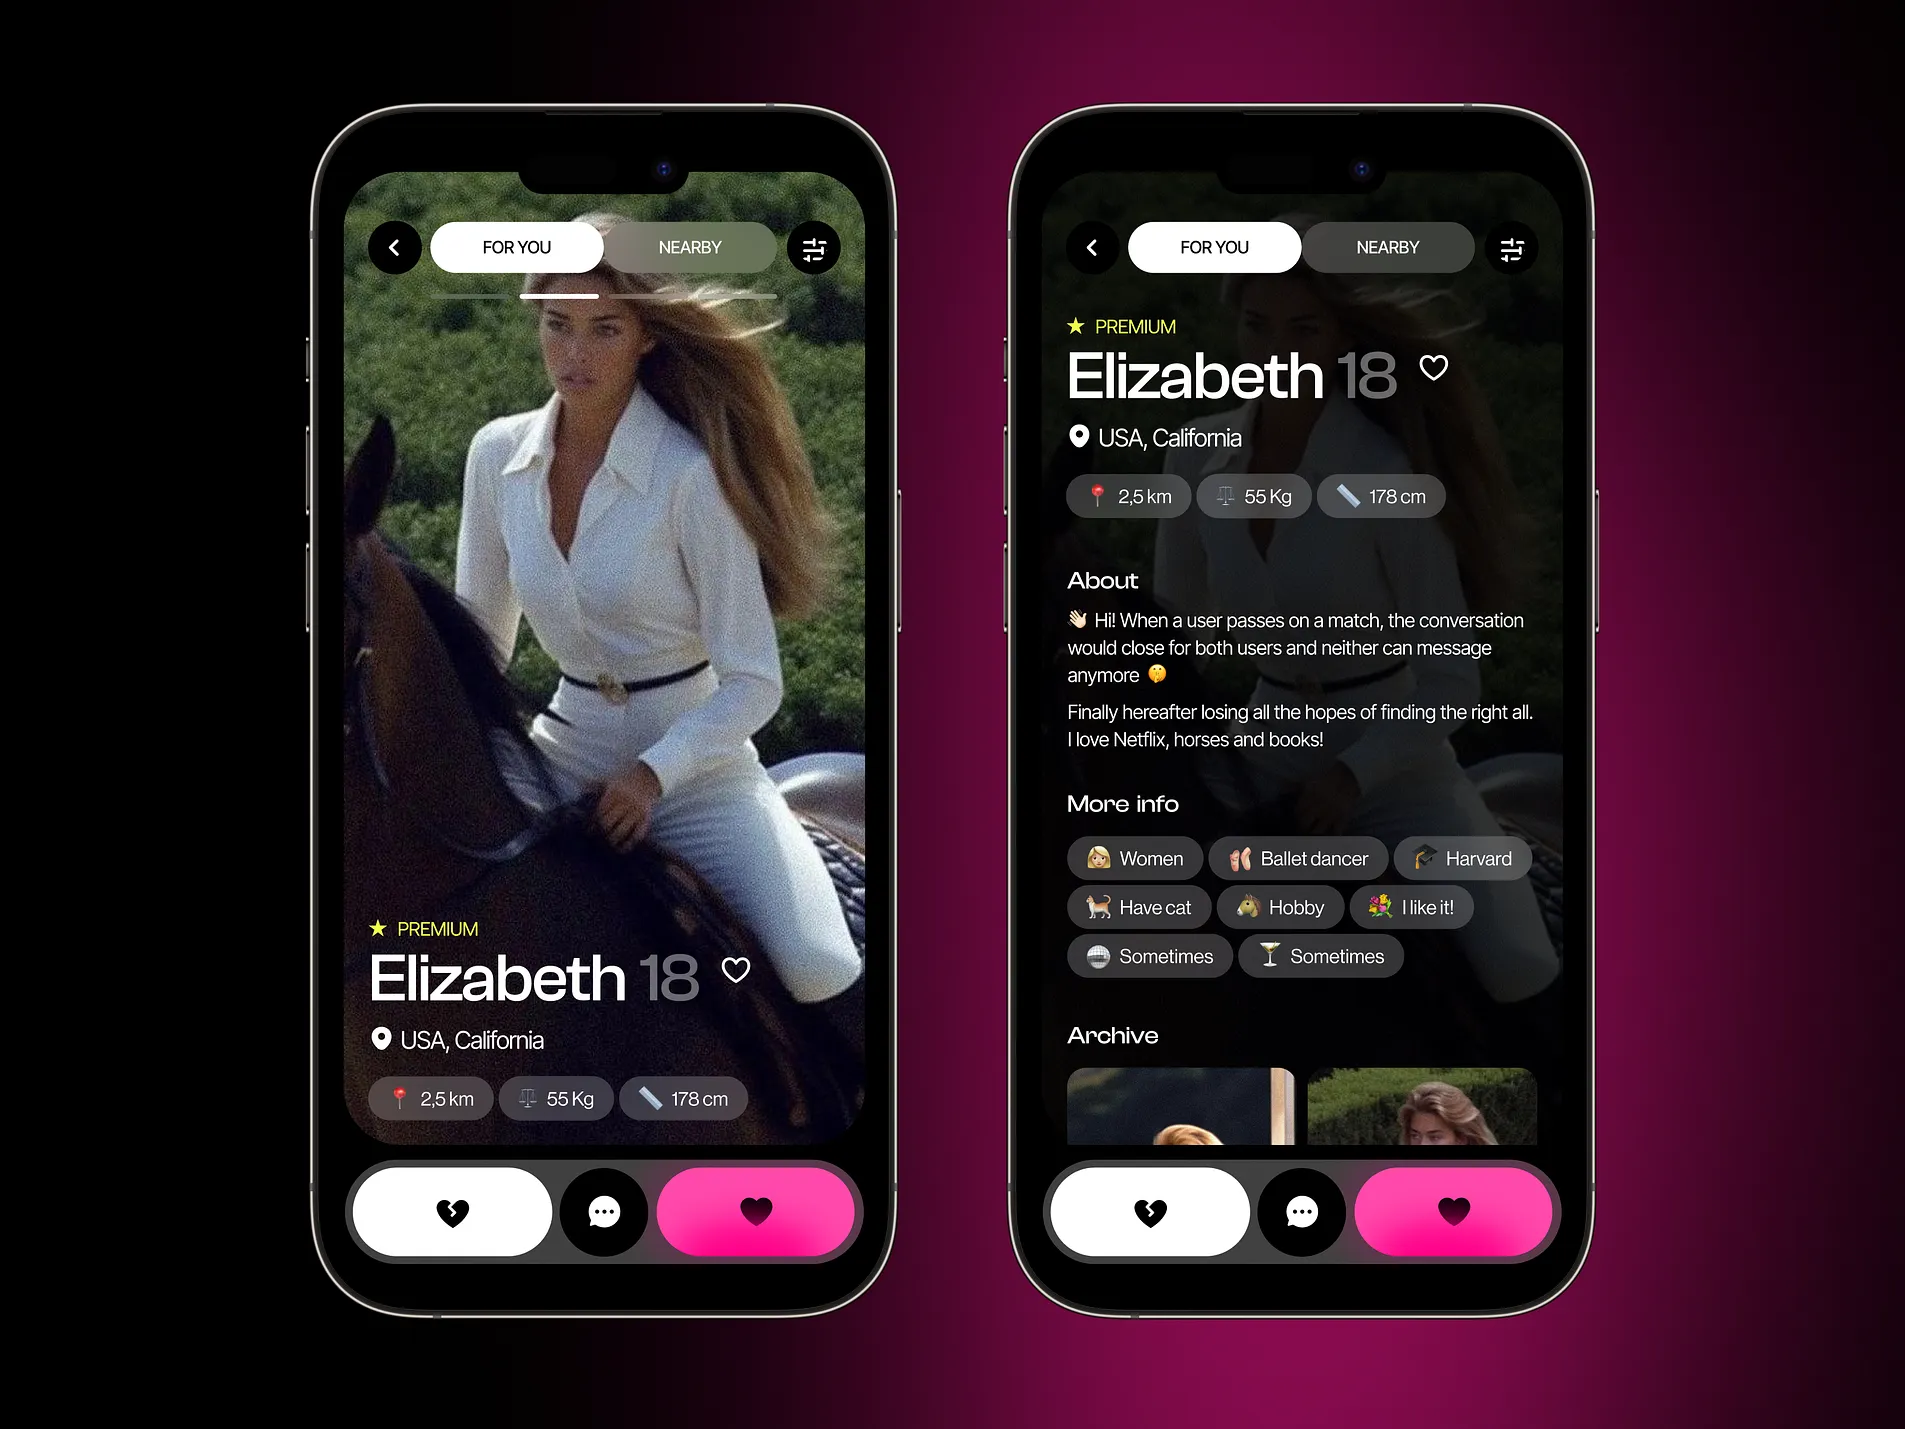 FOR YOU
NEARBY
PREMIUM
Elizabeth 18
USA, California
2,5 km
55 Kg
178 cm
FOR YOU
NEARBY
PREMIUM
Elizabeth 18
USA, California
2,5 km
55 Kg
178 cm
About
👋🏻 Hi! When a user passes on a match, the conversation
would close for both users and neither can message
anymore 🤫
Finally hereafter losing all the hopes of finding the right all.
I love Netflix, horses and books!
More info
Women
Ballet dancer
Harvard
Have cat
Hobby
I like it!
Sometimes
Sometimes
Archive